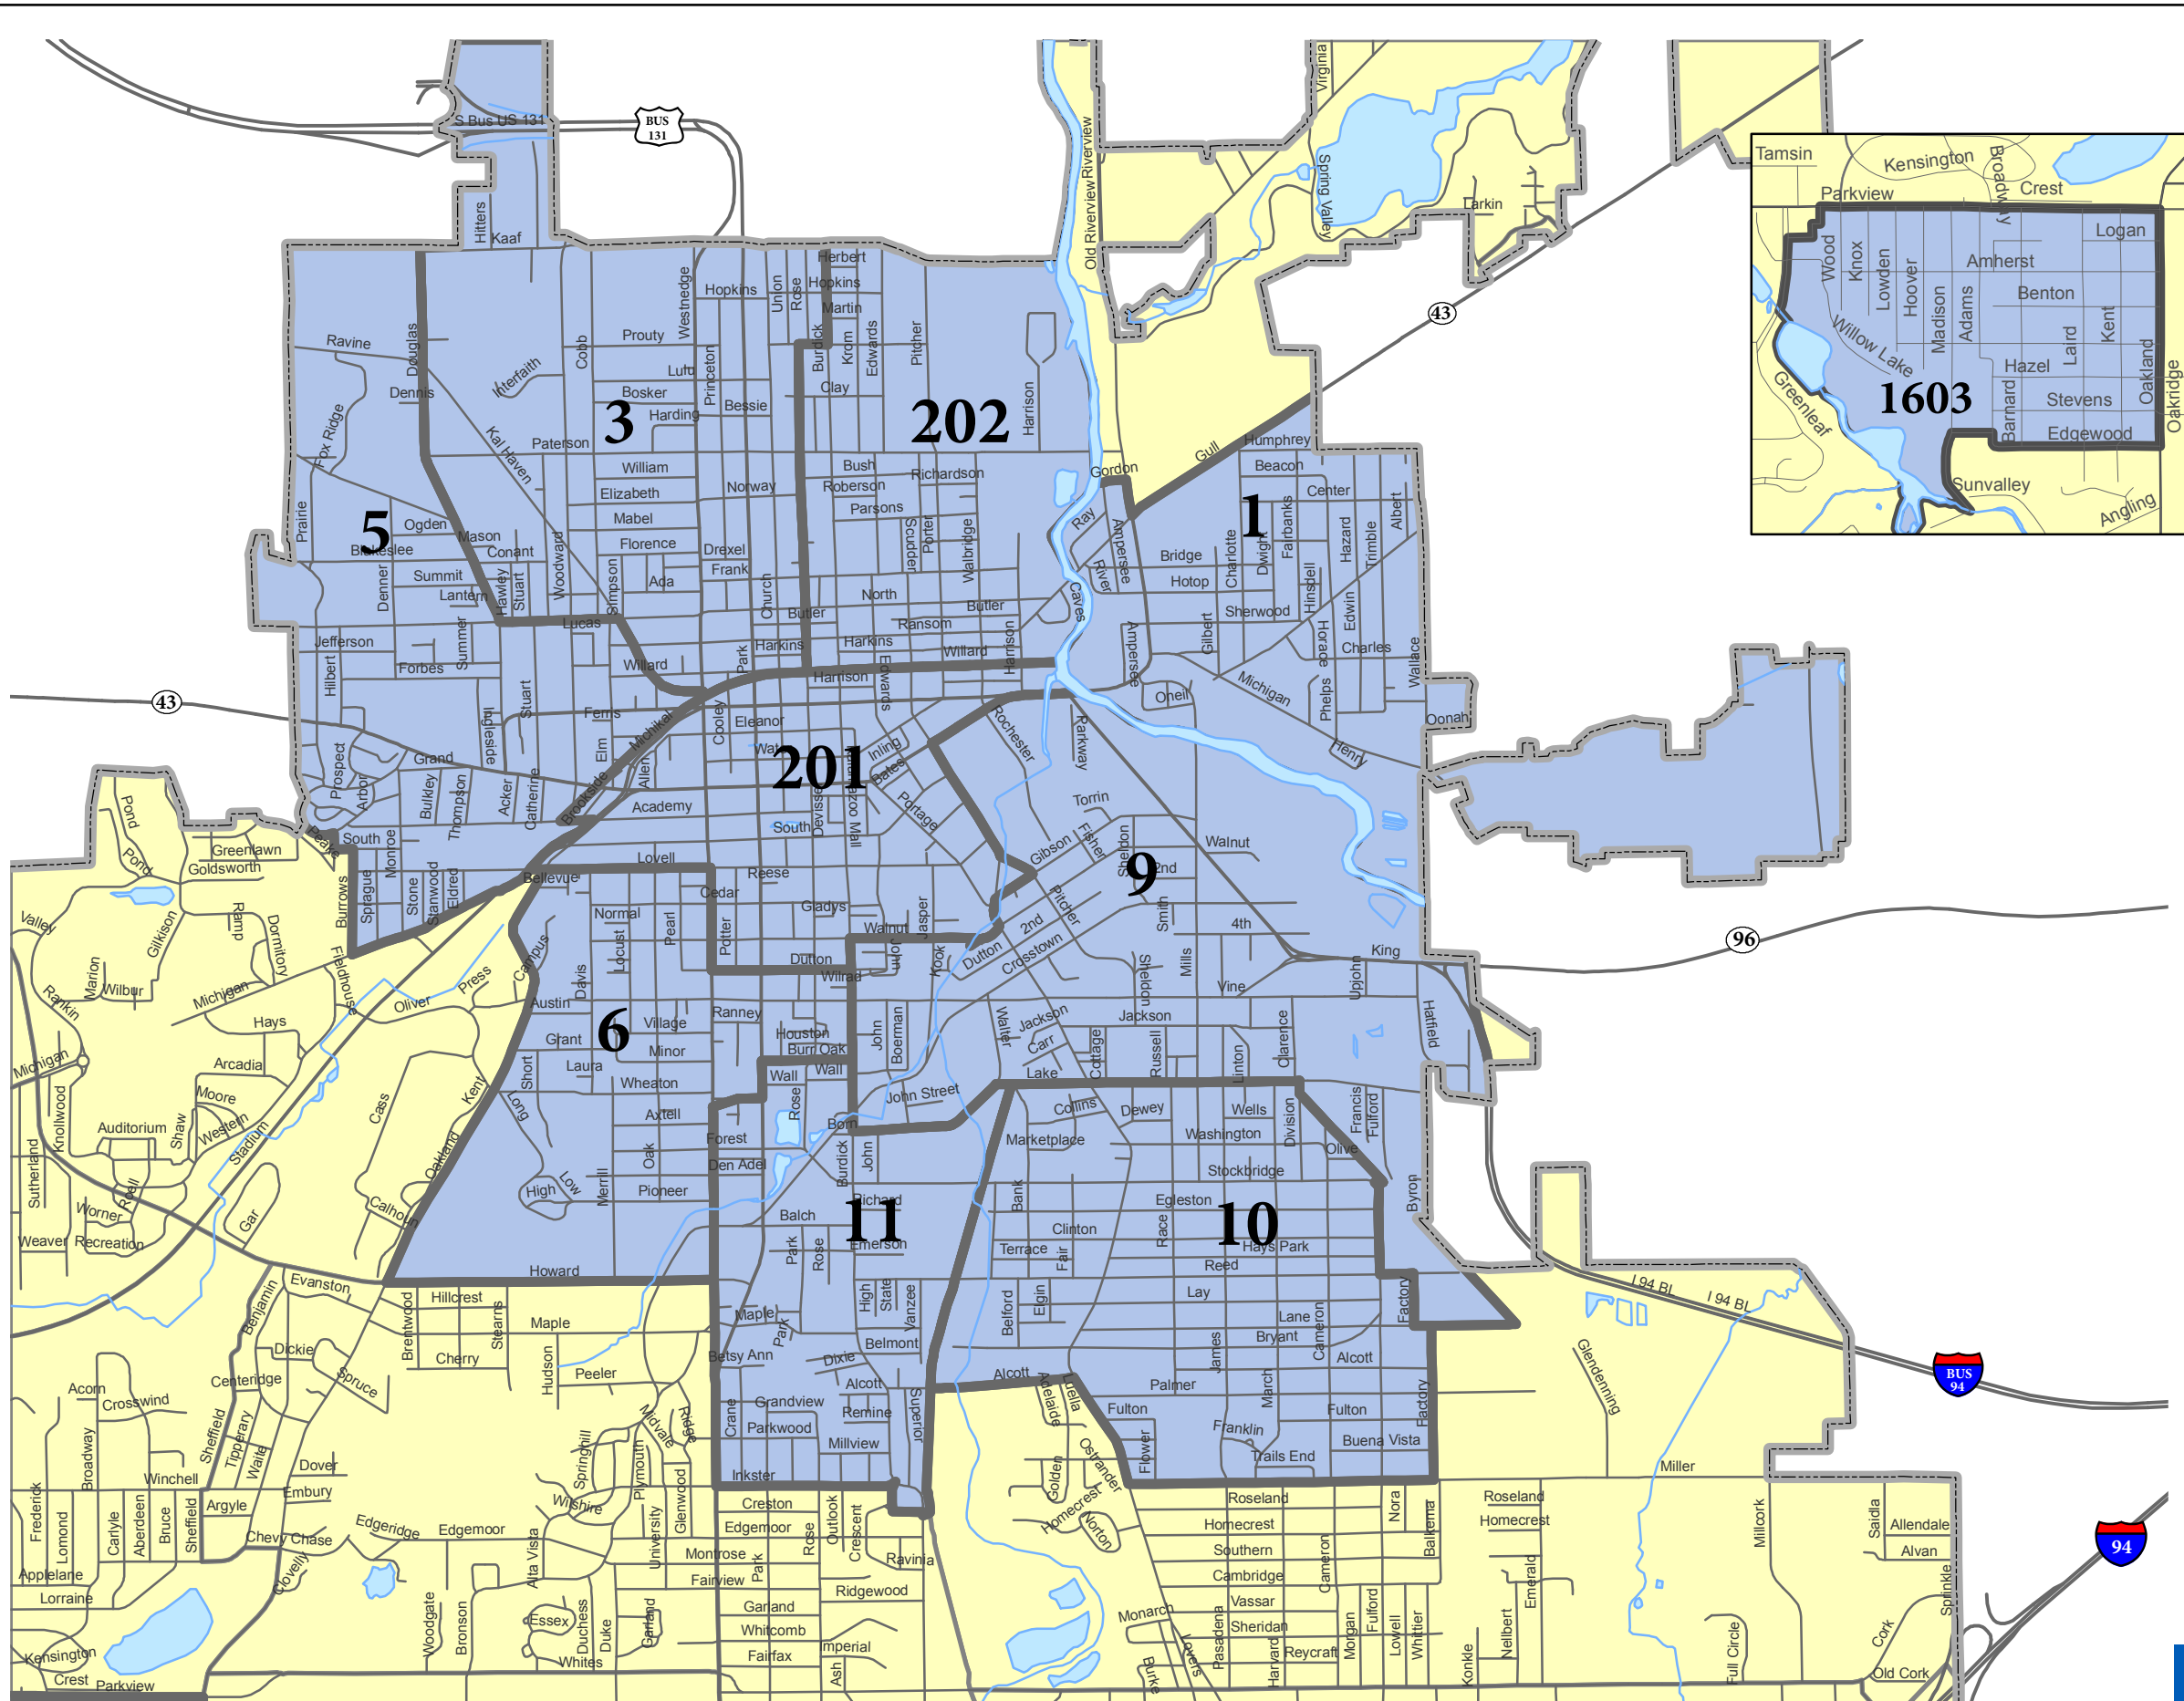 S Bus US 131
BUS
131
Virginia
Old Riverview
Riverview
Spring Valley
Larkin
43
Tamsin
Kensington
Broadway
Crest
Parkview
Logan
Wood
Knox
Lowden
Hoover
Madison
Adams
Amherst
Benton
Laird
Kent
Oakland
Oakridge
Willow Lake
Hazel
Barnard
Stevens
Edgewood
Greenleaf
1603
Sunvalley
Angling
Hitters
Kaaf
Herbert
Hopkins
Hopkins
Union
Rose
Martin
Westnedge
Ravine
Douglas
Cobb
Prouty
Burdick
Krom
Edwards
Pitcher
Interfaith
Lulu
Princeton
Dennis
Bosker
Bessie
Clay
Harding
Harrison
3
202
Fox Ridge
Kal Haven
Paterson
Humphrey
Gull
William
Bush
Richardson
Gordon
Beacon
Elizabeth
Norway
Roberson
Center
Prairie
5
Ogden
Mabel
Parsons
Scudder
Porter
Walbridge
Ray
Ampersee
1
Fairbanks
Albert
Blakeslee
Mason
Conant
Woodward
Florence
Drexel
Bridge
Charlotte
Dwight
Hazard
Trimble
Summit
Denner
Lantern
Hawley
Stuart
Simpson
Ada
Frank
Church
North
River
Hotop
Hinsdell
Edwin
Lucas
Butler
Butler
Caves
Sherwood
Jefferson
Summer
Ransom
Harkins
Harkins
Gilbert
Horace
Charles
Wallace
Hilbert
Forbes
Willard
Park
Willard
Harrison
Ampersee
43
Harrison
Edwards
Oneil
Michigan
Phelps
Ingleside
Stuart
Ferris
Michikal
Cooley
Eleanor
Rochester
Parkway
Oonah
Elm
Inling
Henry
Prospect
Grand
Allen
201
Bates
Arbor
Bulkley
Thompson
Acker
Catherine
Brookside
Academy
Portage
Torrin
Pond
Pond
Peake
South
South
Gibson
Fisher
Sheldon
Walnut
Greenlawn
Goldsworth
Monroe
Lovell
Reese
9
2nd
Burrows
Sprague
Stone
Stanwood
Eldred
Bellevue
Cedar
Valley
Gilkison
Ramp
Dormitory
Normal
Pearl
Potter
Gladys
Jasper
Pitcher
2nd
Smith
4th
Locust
Walnut
John
King
96
Fieldhouse
Campus
Davis
Dutton
Kook
Dutton
Crosstown
Mills
Marion
Wilbur
Michigan
Press
Wilrad
Sheldon
Vine
Upjohn
Rankin
Oliver
Austin
Ranney
Hatfield
Hays
6
Village
Houston
John
Boerman
Walter
Jackson
Jackson
Clarence
Grant
Minor
Burr Oak
Carr
Cottage
Russell
Linton
Michigan
Arcadia
Short
Laura
Wall
Wall
Lake
Wheaton
Rose
John Street
Knollwood
Moore
Cass
Kent
Long
Axtell
Collins
Dewey
Wells
Division
Francis
Fulford
Auditorium
Shaw
Western
Stadium
Forest
Born
Marketplace
Washington
Olive
Sutherland
Oakland
Low
Oak
Den Adel
Burdick
John
Stockbridge
Roell
High
Merrill
Pioneer
Richard
Bank
Egleston
Byron
Worner
Gar
Calhoun
Balch
11
10
Weaver
Recreation
Emerson
Park
Rose
Clinton
Race
Hays Park
Terrace
Fair
Howard
Reed
I 94 BL
I 94 BL
Evanston
Benjamin
Hillcrest
Brentwood
Stearns
Maple
High
State
Vanzee
Lay
Factory
Belford
Elgin
Lane
Cameron
Maple
Park
Belmont
Bryant
James
Dickie
Cherry
Hudson
Betsy Ann
Dixie
Alcott
Glendenning
Centeridge
Spruce
Peeler
Alcott
Alcott
Adelaide
Luella
Palmer
March
BUS
94
Acorn
Crosswind
Grandview
Remine
Crane
Superior
Fulton
Fulton
Factory
Sheffield
Tipperary
Waite
Midvale
Ridge
Parkwood
Franklin
Broadway
Springhill
Plymouth
Millview
Ostrander
Flower
Trails End
Buena Vista
Winchell
Dover
Inkster
Golden
Miller
Frederick
Lomond
Carlyle
Aberdeen
Bruce
Sheffield
Argyle
Embury
Wilshire
University
Glenwood
Creston
Outlook
Crescent
Homecrest
Roseland
Nora
Balkema
Roseland
Millcork
Saidla
Edgeridge
Edgemoor
Edgemoor
Rose
Norton
Homecrest
Homecrest
Allendale
Chevy Chase
Alta Vista
Montrose
Park
Ravinia
Southern
Alvan
94
Applelane
Clovelly
Fairview
Ridgewood
Cambridge
Cameron
Emerald
Sprinkle
Lorraine
Woodgate
Bronson
Essex
Duchess
Duke
Garland
Garland
Monarch
Vassar
Morgan
Fulford
Lowell
Whittier
Nellbert
Whitcomb
Sheridan
Kensington
Whites
Fairfax
Imperial
Lovers
Pasadena
Harvard
Reycraft
Konkle
Full Circle
Cork
Crest
Parkview
Ash
Burke
Old Cork